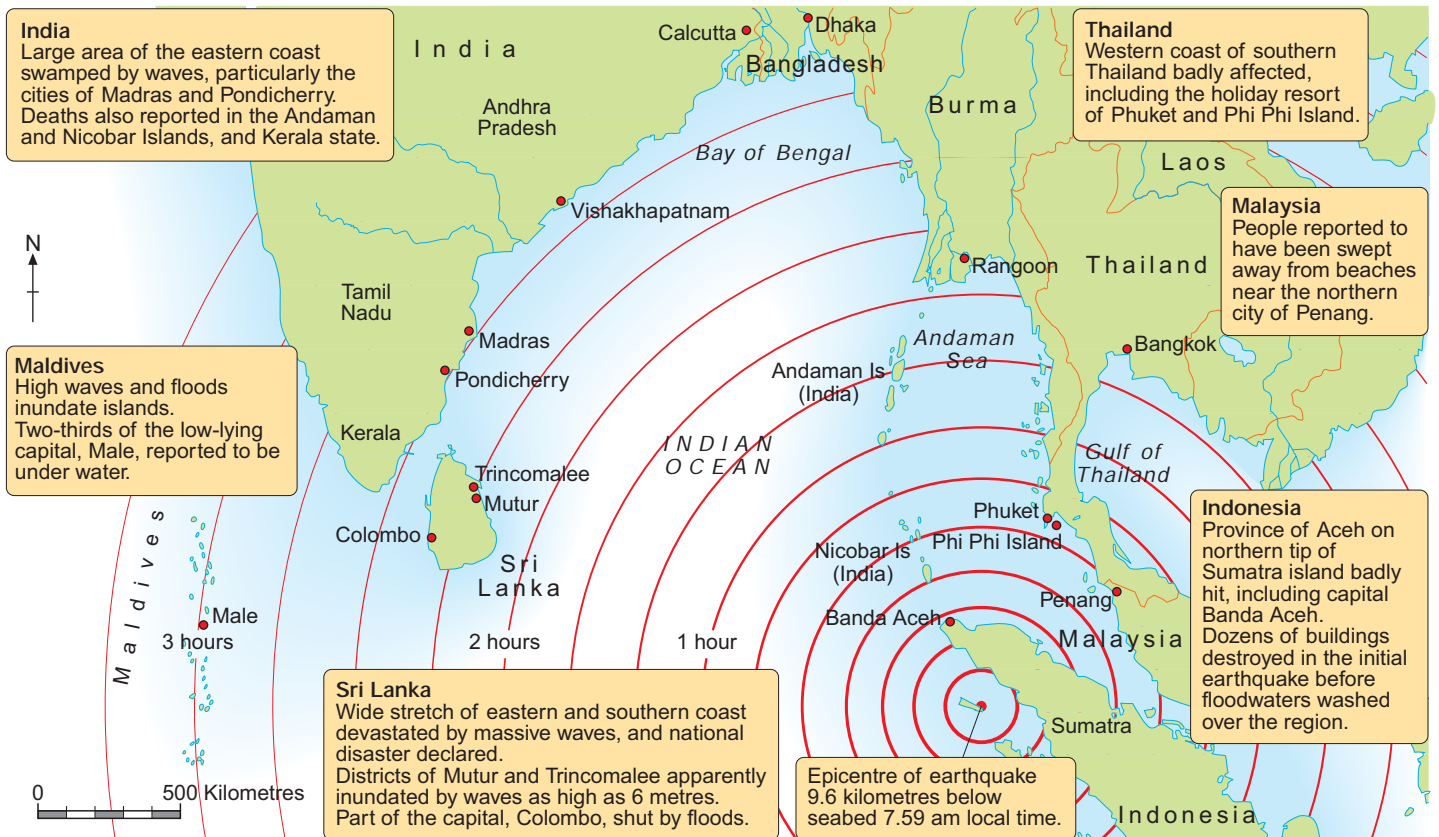 India
Large area of the eastern coast
swamped by waves, particularly the
cities of Madras and Pondicherry.
Deaths also reported in the Andaman
and Nicobar Islands, and Kerala state.
India
Calcutta
Dhaka
Bangladesh
Burma
Thailand
Western coast of southern
Thailand badly affected,
including the holiday resort
of Phuket and Phi Phi Island.
Andhra
Pradesh
Bay of Bengal
Laos
Vishakhapatnam
Malaysia
People reported to
have been swept
away from beaches
near the northern
city of Penang.
N
Rangoon
Thailand
Tamil
Nadu
Madras
Andaman
Sea
Bangkok
Maldives
High waves and floods
inundate islands.
Two-thirds of the low-lying
capital, Male, reported to be
under water.
Pondicherry
Andaman Is
(India)
Kerala
INDIAN
OCEAN
Gulf of
Thailand
Trincomalee
Mutur
Colombo
Sri
Lanka
Phuket
Phi Phi Island
Nicobar Is
(India)
Indonesia
Province of Aceh on
northern tip of
Sumatra island badly
hit, including capital
Banda Aceh.
Dozens of buildings
destroyed in the initial
earthquake before
floodwaters washed
over the region.
Maldives
Male
3 hours
2 hours
1 hour
Banda Aceh
Penang
Malaysia
Sri Lanka
Wide stretch of eastern and southern coast
devastated by massive waves, and national
disaster declared.
Districts of Mutur and Trincomalee apparently
inundated by waves as high as 6 metres.
Part of the capital, Colombo, shut by floods.
Sumatra
Epicentre of earthquake
9.6 kilometres below
seabed 7.59 am local time.
Indonesia
0 500 Kilometres